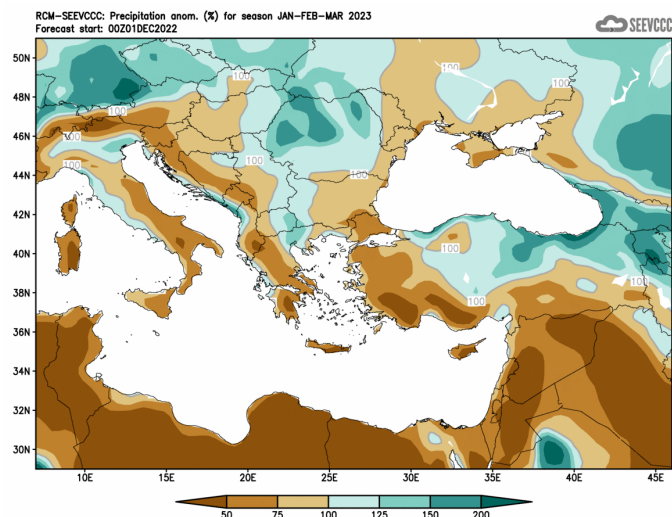 RCM-SEEVCCC: Precipitation anom. (%) for season JAN-FEB-MAR 2023
Forecast start: 00Z01DEC2022
SEEVCCC
51N
50N
100
100
48N
100
100
46N
100
100
44N
100
100
42N
100
40N
100
38N
100
36N
34N
32N
30N
10E 15E 20E 25E 30E 35E 40E 45E
50 75 100 125 150 200